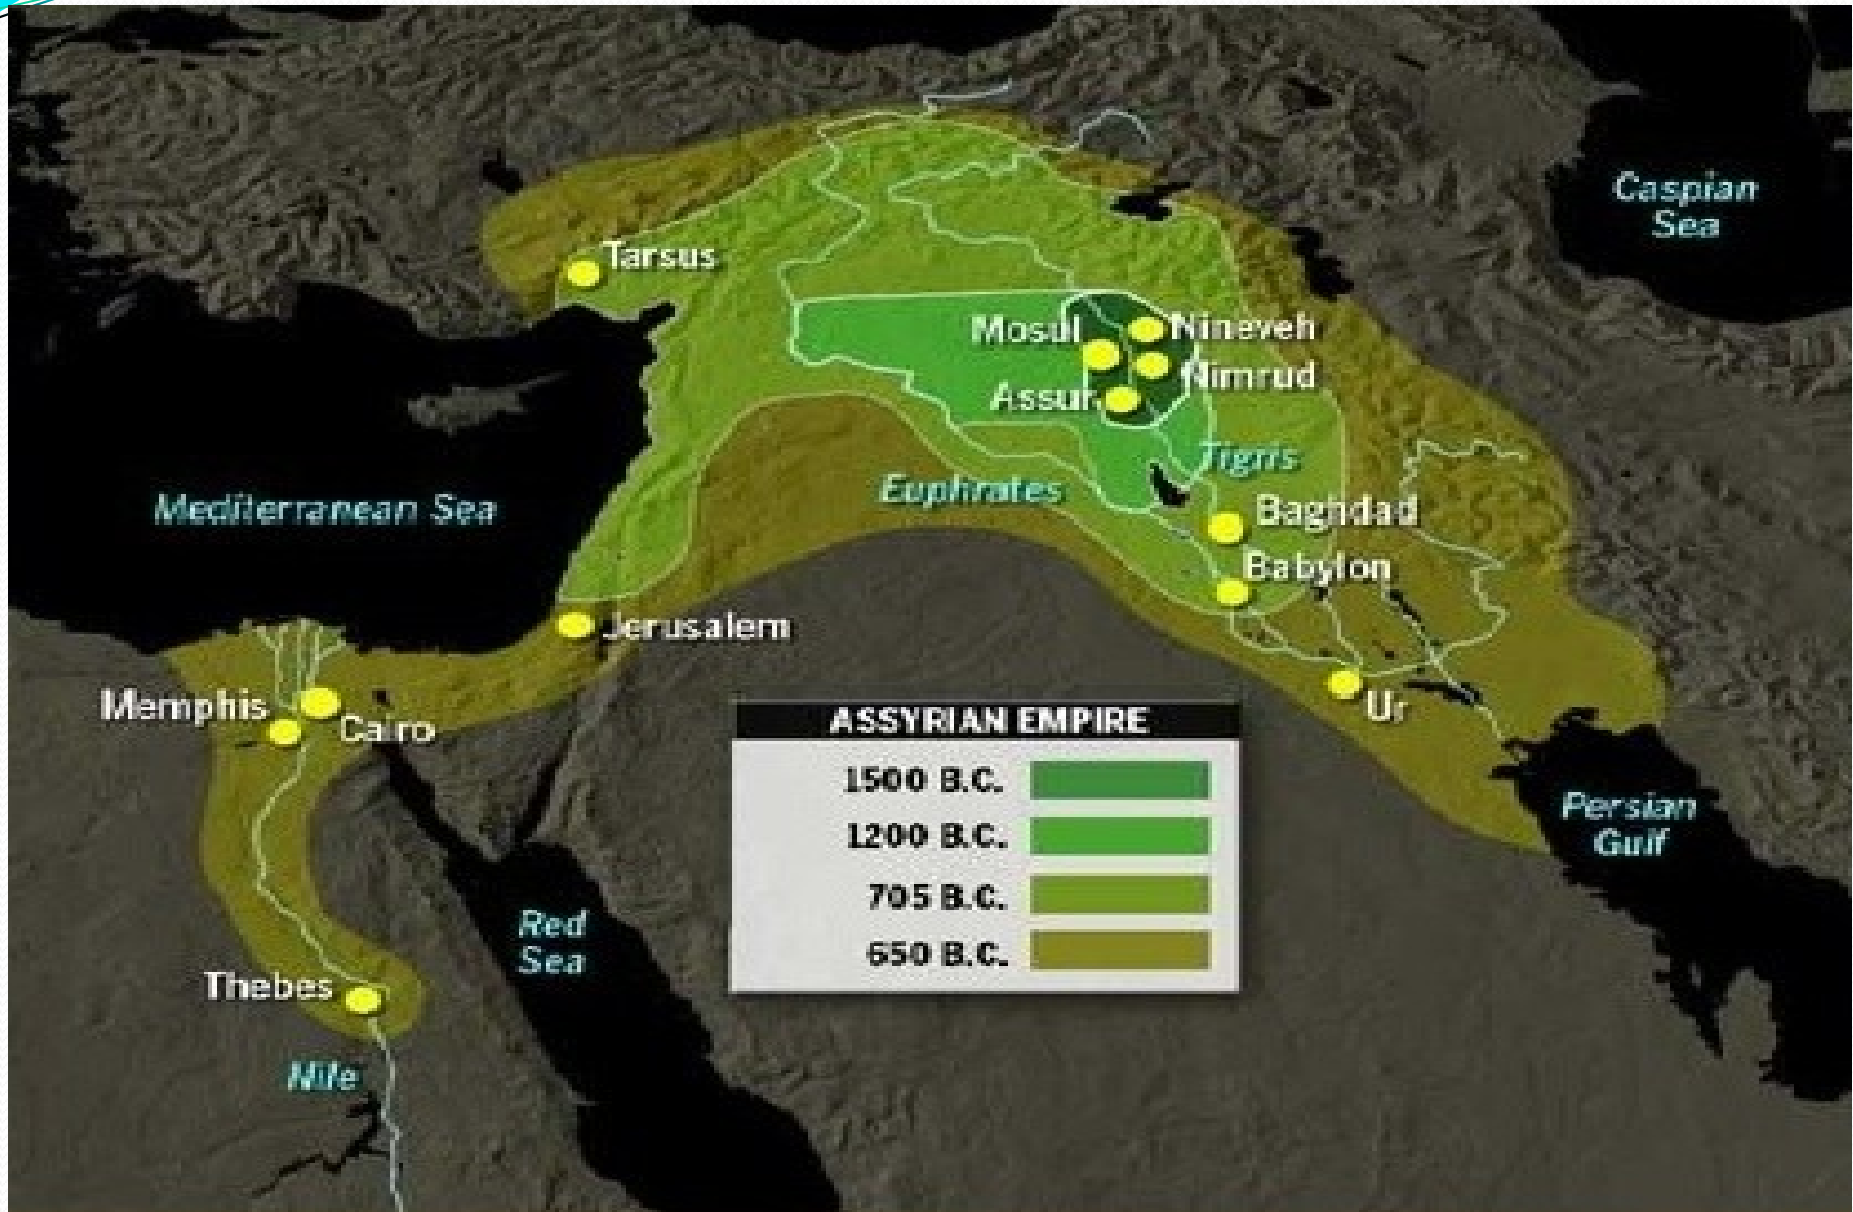 Caspian
Sea
Tarsus
Mosul
Nineveh
Nimrud
Assur
Tigris
Euphrates
Mediterranean Sea
Baghdad
Babylon
Jerusalem
Memphis
Cairo
Ur
ASSYRIAN EMPIRE
1500 B.C.
1200 B.C.
705 B.C.
650 B.C.
Persian
Gulf
Red
Sea
Thebes
Nile